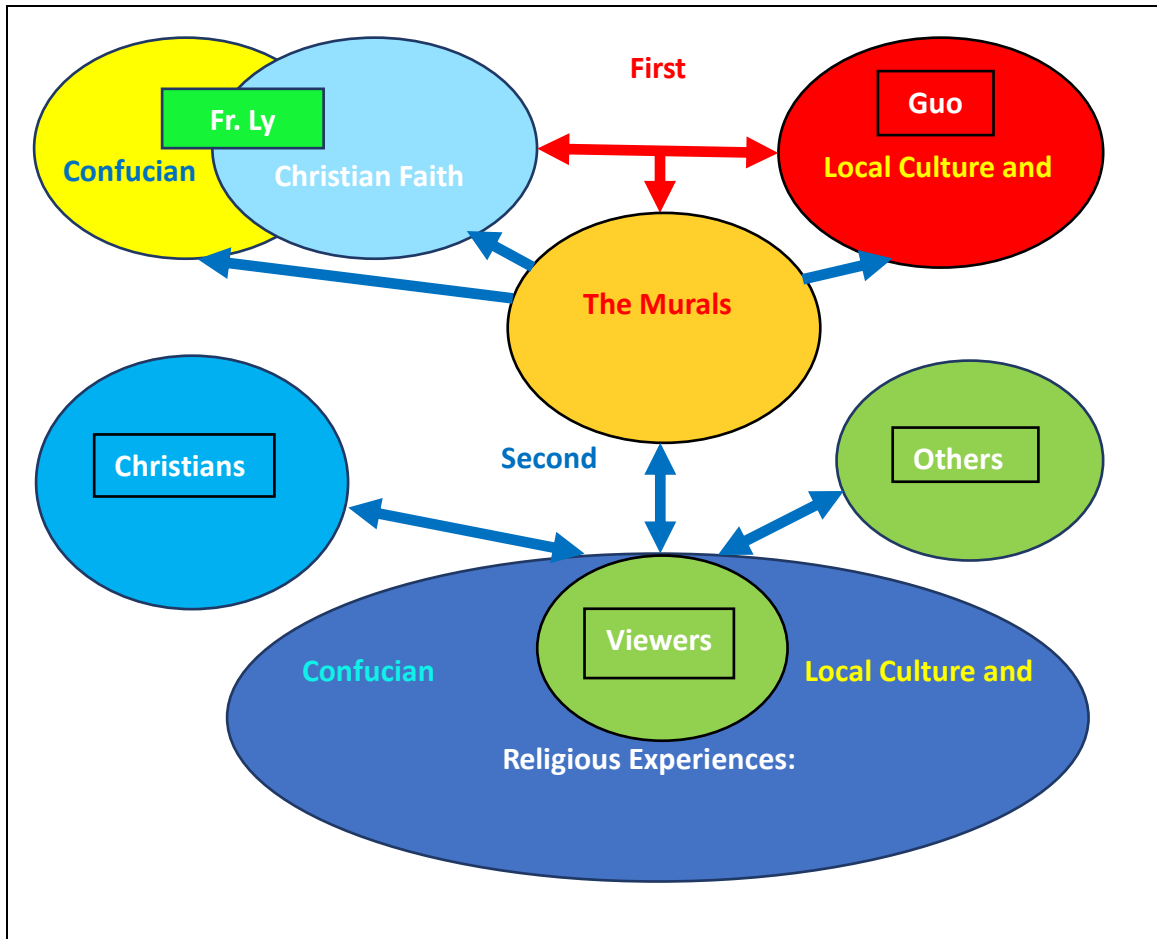 First
Guo
Fr. Ly
Confucian
Christian Faith
Local Culture and
The Murals
Second
Christians
Others
Viewers
Confucian
Local Culture and
Religious Experiences: